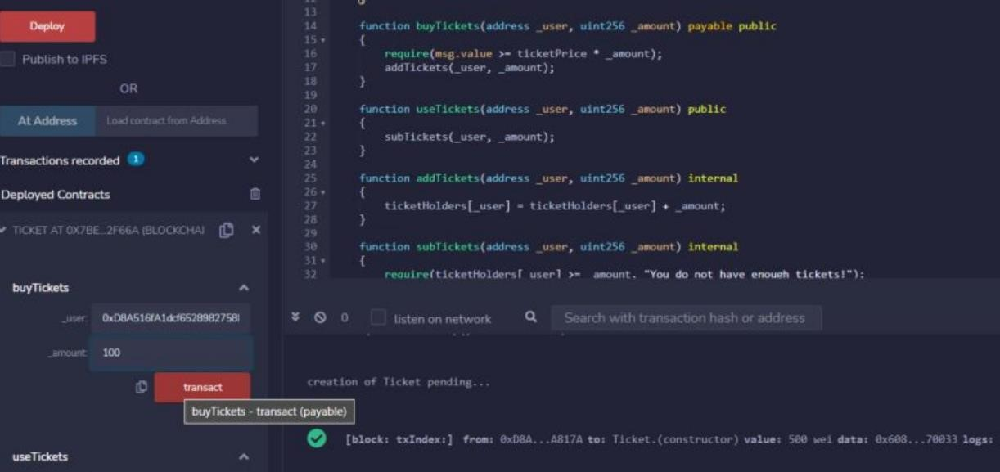 Deploy
Publish to IPFS
OR
At Address Load contract from Address
Transactions recorded 1
Deployed Contracts
TICKET AT 0X7BE...2F66A (BLOCKCHAI
buyTickets
_user: 0xD8A516fA1dcf6528982758
_amount: 100
transact
buyTickets - transact (payable)
useTickets
13
14 function buyTickets(address _user, uint256 _amount) payable public
15 {
16 require(msg.value >= ticketPrice * _amount);
17 addTickets(_user, _amount);
18 }
19
20 function useTickets(address _user, uint256 _amount) public
21 {
22 subTickets(_user, _amount);
23 }
24
25 function addTickets(address _user, uint256 _amount) internal
26 {
27 ticketHolders[_user] = ticketHolders[_user] + _amount;
28 }
29
30 function subTickets(address _user, uint256 _amount) internal
31 {
32 require(ticketHolders[_user] >= _amount, "You do not have enough tickets!");
0 listen on network Search with transaction hash or address
creation of Ticket pending...
[block: txIndex:] from: 0xD8A...A817A to: Ticket.(constructor) value: 500 wei data: 0x608...70033 logs: